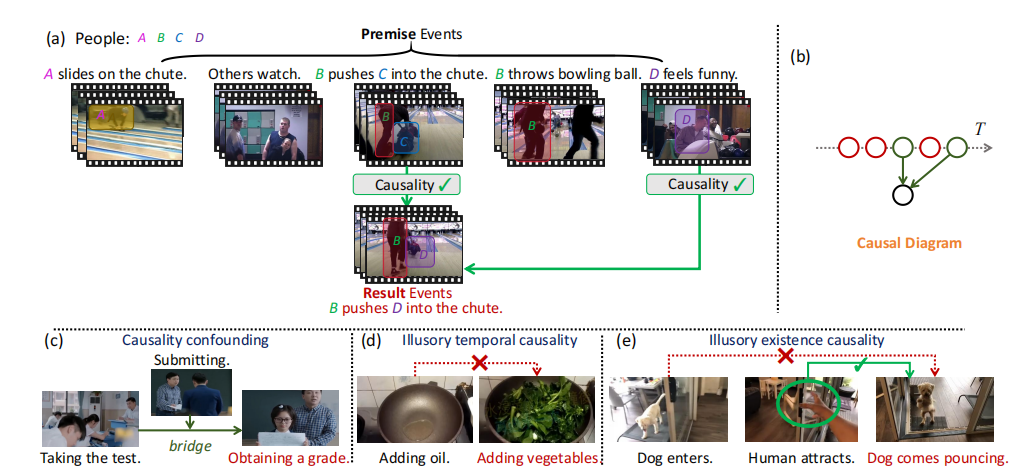 (a) People: A B C D
Premise Events
A slides on the chute. Others watch. B pushes C into the chute. B throws bowling ball. D feels funny.
A B C B D
Causality ✓ Causality ✓
B D
Result Events
B pushes D into the chute.
(b)
T
Causal Diagram
(c) Causality confounding
Submitting.
bridge
Taking the test. Obtaining a grade.
(d) Illusory temporal causality
Adding oil. Adding vegetables.
(e) Illusory existence causality
Dog enters. Human attracts. Dog comes pouncing.